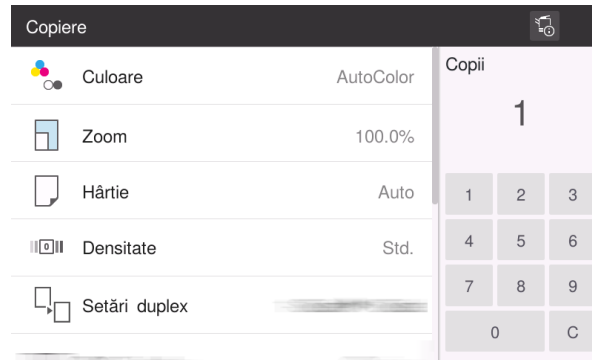 Copiere
Culoare AutoColor
Zoom 100.0%
Hârtie Auto
0
Densitate Std.
Setări duplex
Copii
1
1 2 3
4 5 6
7 8 9
0 C